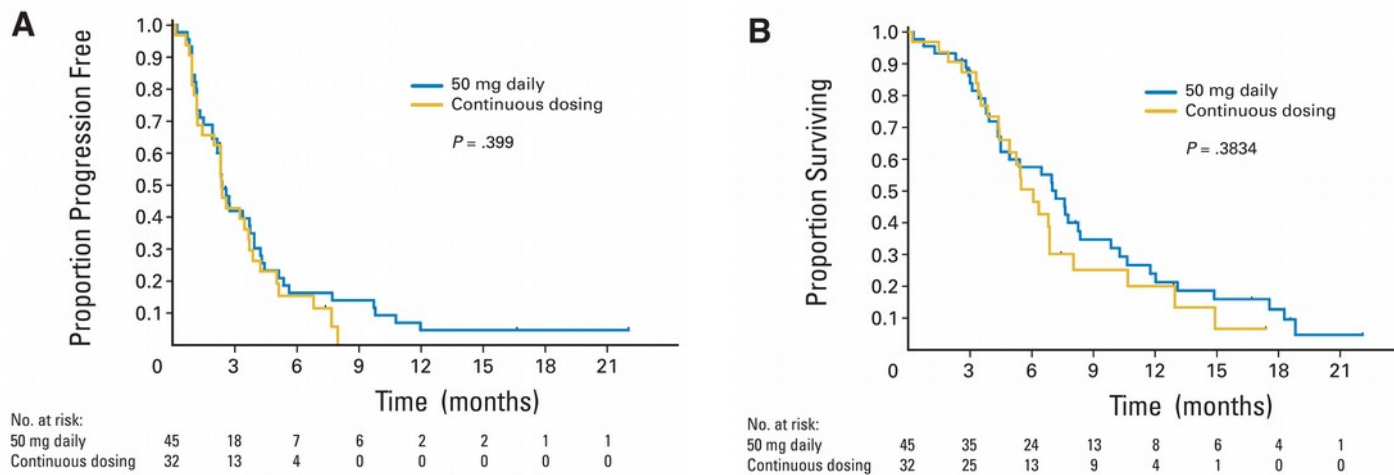 A
Proportion Progression Free
1.0
0.9
0.8
0.7
0.6
0.5
0.4
0.3
0.2
0.1
50 mg daily
Continuous dosing
P = .399
0 3 6 9 12 15 18 21
Time (months)
No. at risk:
50 mg daily 45 18 7 6 2 2 1 1
Continuous dosing 32 13 4 0 0 0 0 0
B
Proportion Surviving
1.0
0.9
0.8
0.7
0.6
0.5
0.4
0.3
0.2
0.1
50 mg daily
Continuous dosing
P = .3834
0 3 6 9 12 15 18 21
Time (months)
No. at risk:
50 mg daily 45 35 24 13 8 6 4 1
Continuous dosing 32 25 13 9 4 1 0 0